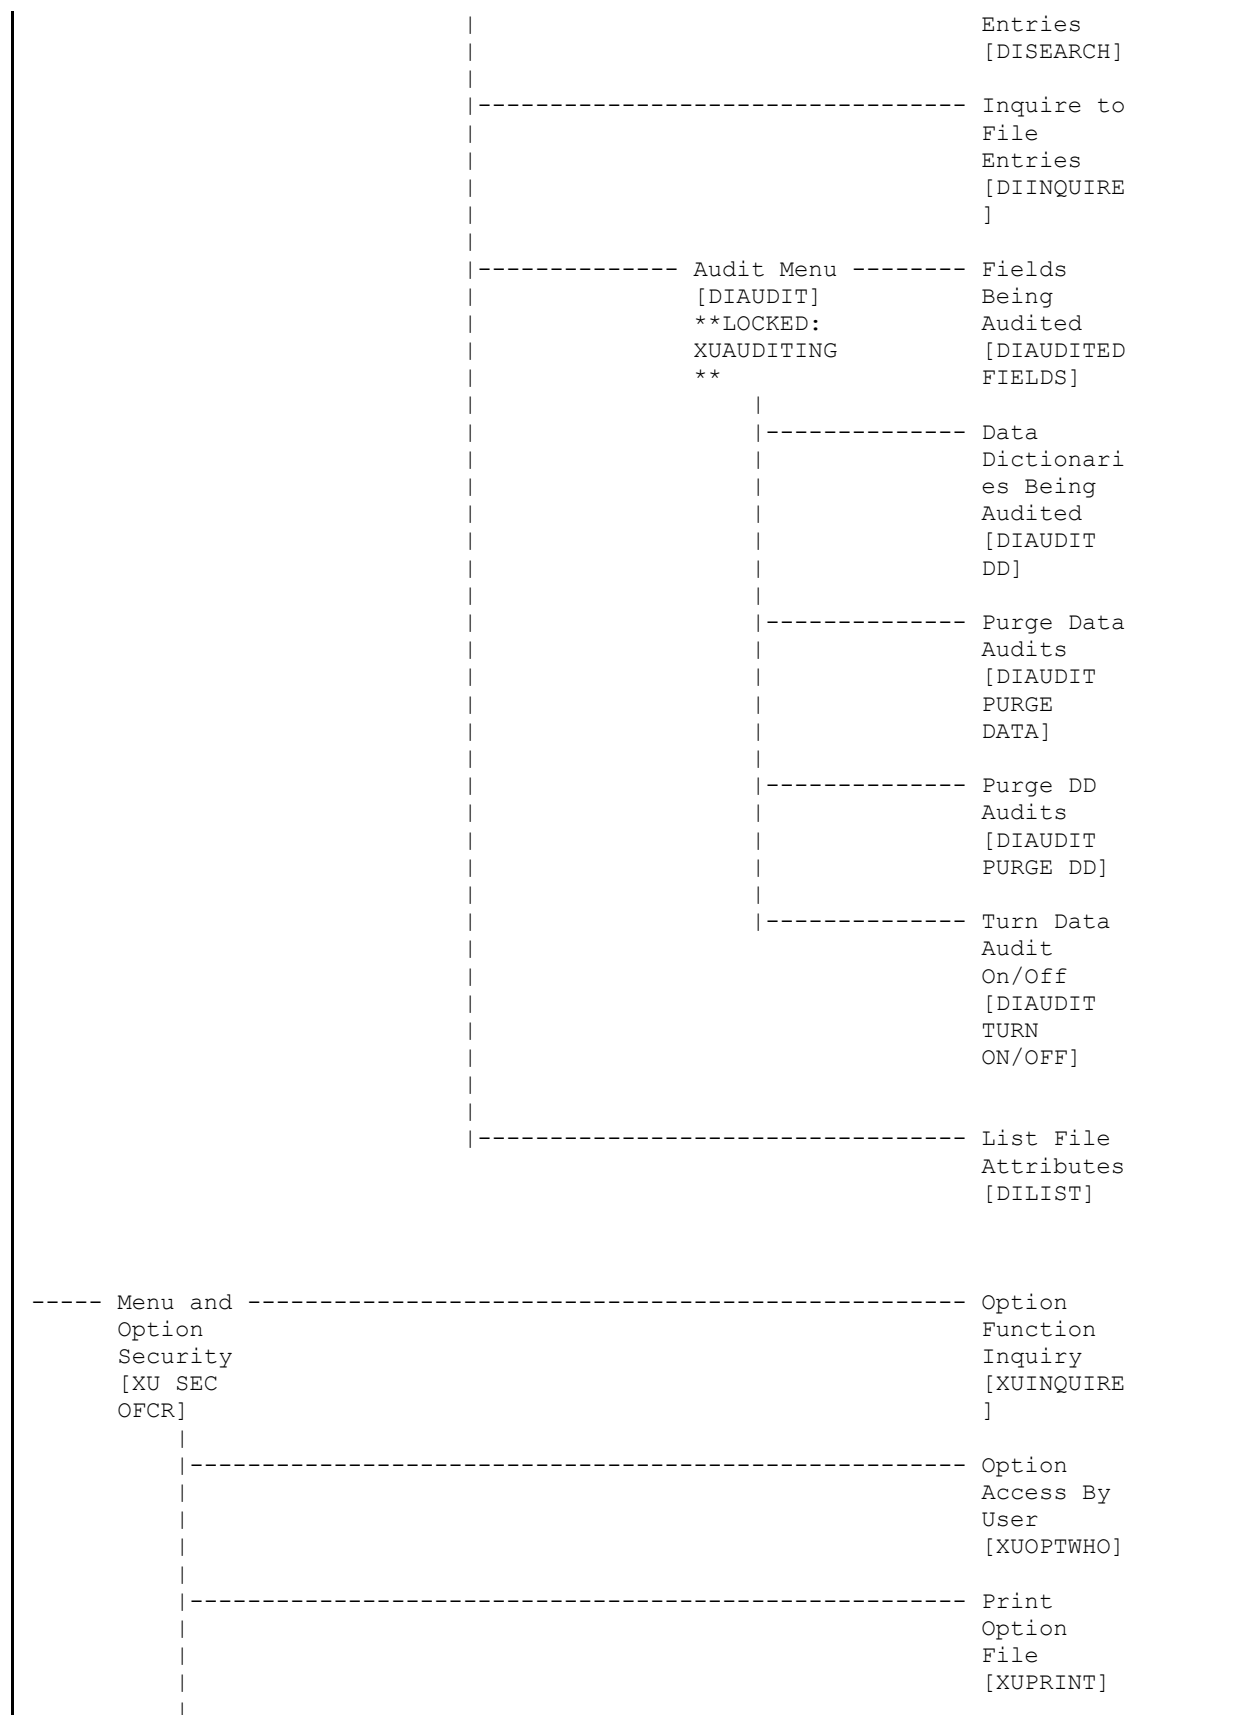 |                                  Entries
|                                  [DISEARCH]
|
|---------------------------------- Inquire to
|                                  File
|                                  Entries
|                                  [DIINQUIRE
|                                  ]
|
|-------------- Audit Menu -------- Fields
|              [DIAUDIT]           Being
|              **LOCKED:           Audited
|              XUAUDITING          [DIAUDITED
|              **                  FIELDS]
|                   |
|                   |-------------- Data
|                   |              Dictionari
|                   |              es Being
|                   |              Audited
|                   |              [DIAUDIT
|                   |              DD]
|                   |
|                   |-------------- Purge Data
|                   |              Audits
|                   |              [DIAUDIT
|                   |              PURGE
|                   |              DATA]
|                   |
|                   |-------------- Purge DD
|                   |              Audits
|                   |              [DIAUDIT
|                   |              PURGE DD]
|                   |
|                   |-------------- Turn Data
|                                  Audit
|                                  On/Off
|                                  [DIAUDIT
|                                  TURN
|                                  ON/OFF]
|
|
|---------------------------------- List File
                                   Attributes
                                   [DILIST]
----- Menu and -------------------------------------------------- Option
      Option                                                      Function
      Security                                                    Inquiry
      [XU SEC                                                     [XUINQUIRE
      OFCR]                                                       ]
          |
          |------------------------------------------------------ Option
          |                                                       Access By
          |                                                       User
          |                                                       [XUOPTWHO]
          |
          |------------------------------------------------------ Print
          |                                                       Option
          |                                                       File
          |                                                       [XUPRINT]
          |